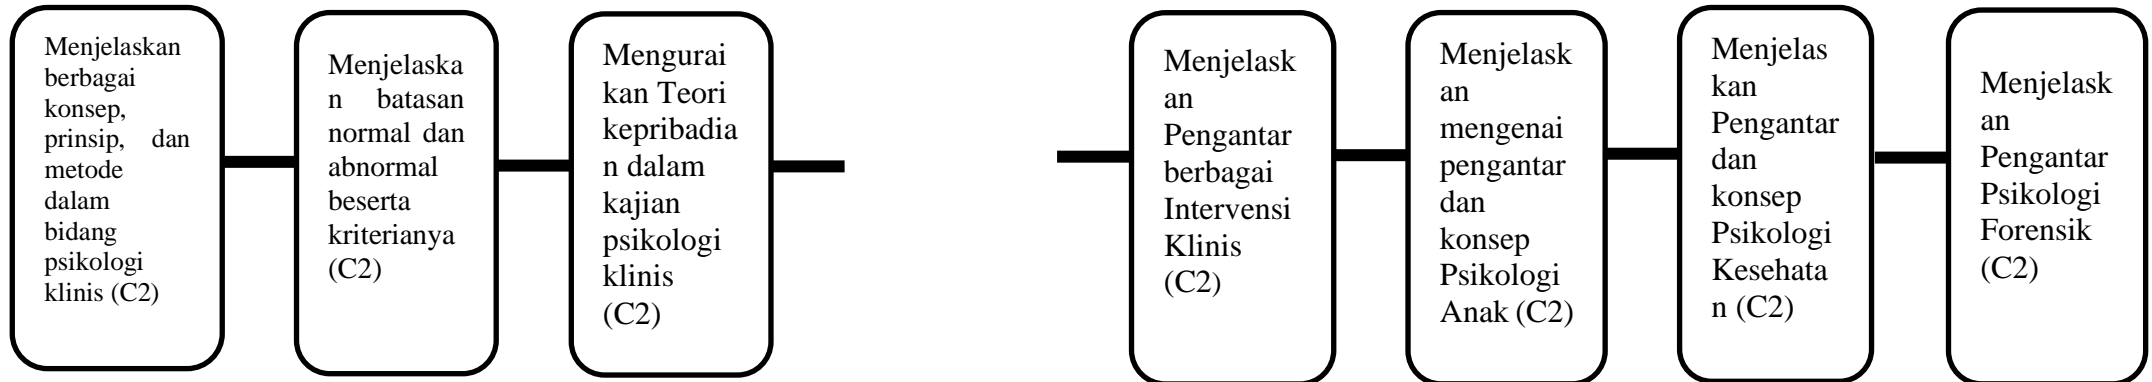 Menjelaskan
berbagai
konsep,
prinsip, dan
metode
dalam
bidang
psikologi
klinis (C2)
Menjelaska
n batasan
normal dan
abnormal
beserta
kriterianya
(C2)
Mengurai
kan Teori
kepribadia
n dalam
kajian
psikologi
klinis
(C2)
Menjelask
an
Pengantar
berbagai
Intervensi
Klinis
(C2)
Menjelask
an
mengenai
pengantar
dan
konsep
Psikologi
Anak (C2)
Menjelas
kan
Pengantar
dan
konsep
Psikologi
Kesehata
n (C2)
Menjelask
an
Pengantar
Psikologi
Forensik
(C2)